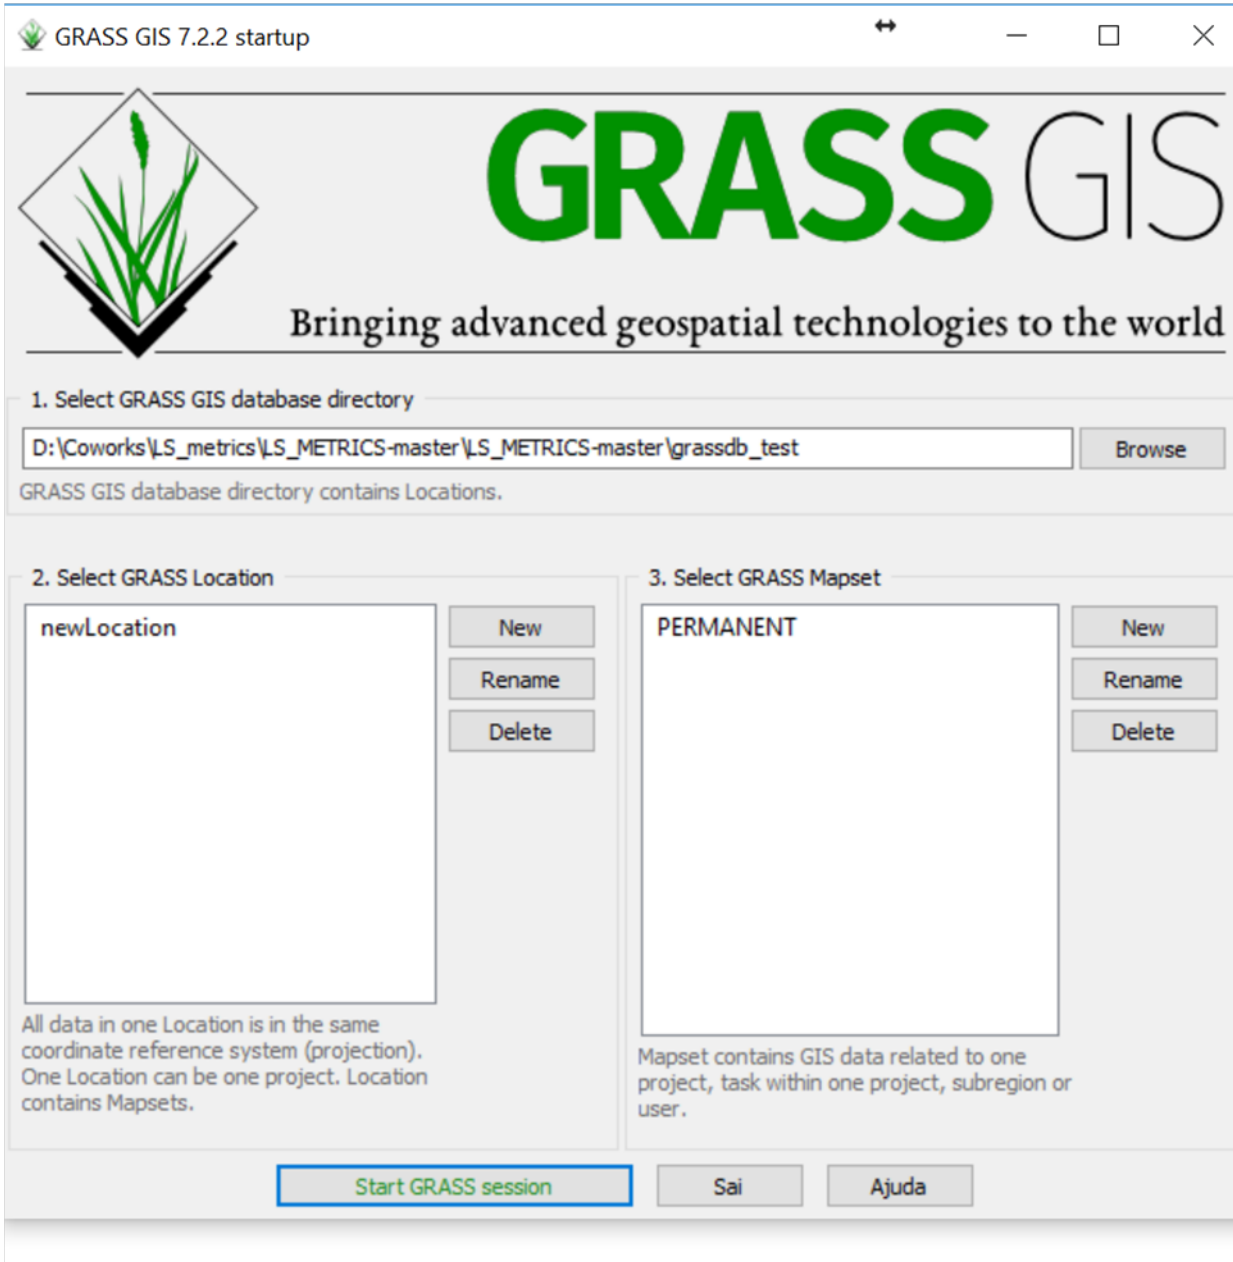 GRASS GIS 7.2.2 startup
GRASS GIS
Bringing advanced geospatial technologies to the world
1. Select GRASS GIS database directory
D:\Coworks\LS_metrics\LS_METRICS-master\LS_METRICS-master\grassdb_test
Browse
GRASS GIS database directory contains Locations.
2. Select GRASS Location
newLocation
New
Rename
Delete
All data in one Location is in the same
coordinate reference system (projection).
One Location can be one project. Location
contains Mapsets.
3. Select GRASS Mapset
PERMANENT
New
Rename
Delete
Mapset contains GIS data related to one
project, task within one project, subregion or
user.
Start GRASS session
Sai
Ajuda